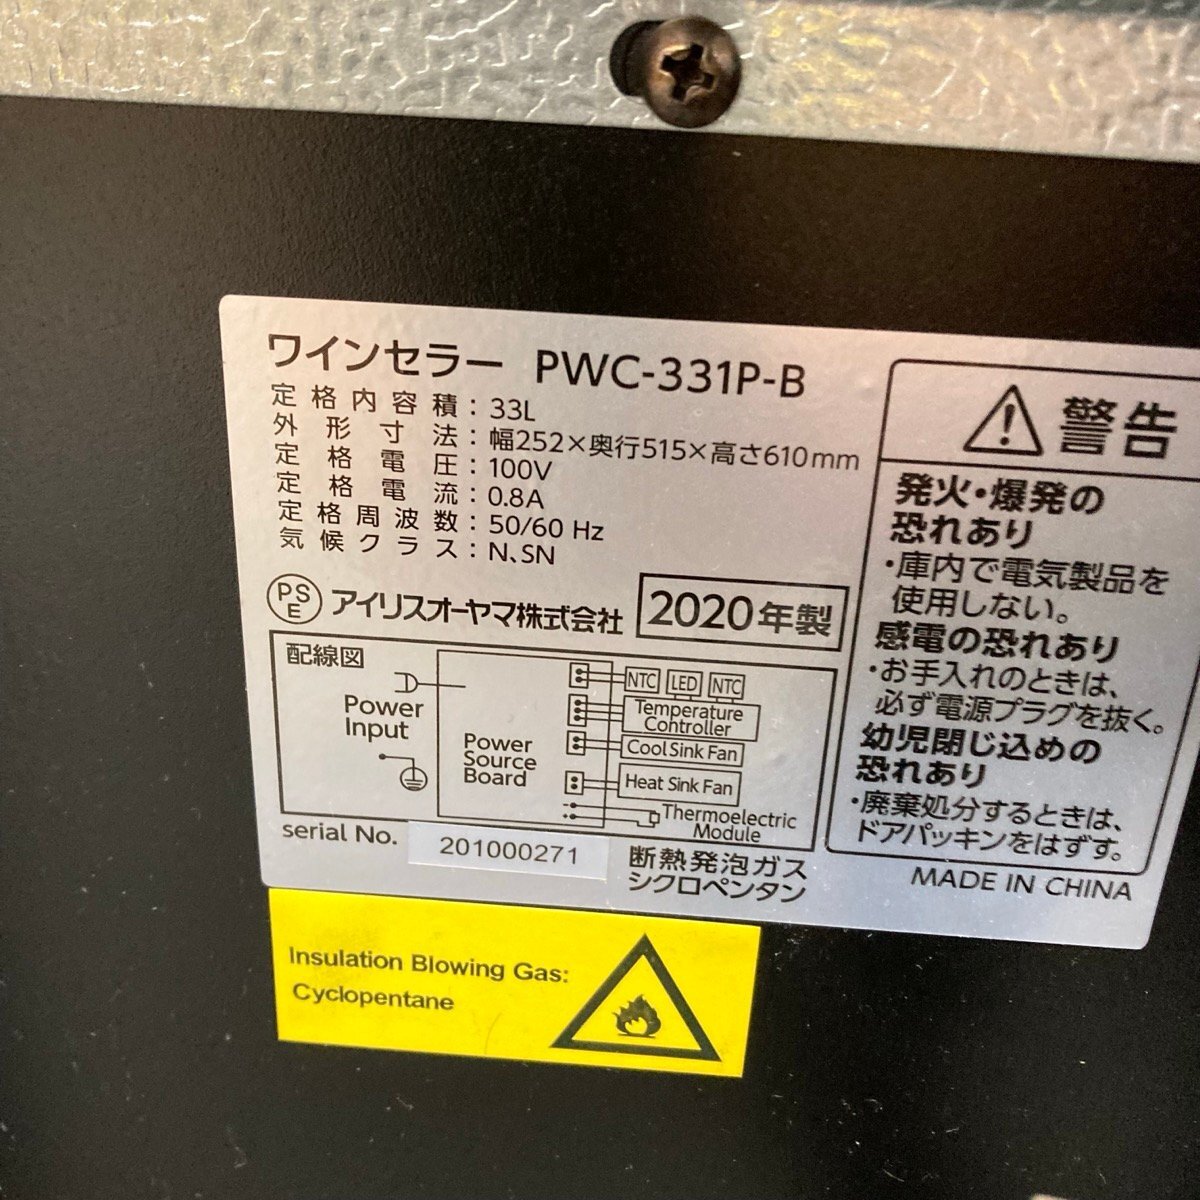 ワインセラー PWC-331P-B
定格内容積：33L
外形寸法：幅252×奥行515×高さ610mm
定格電圧：100V
定格電流：0.8A
定格周波数：50/60 Hz
気候クラス：N、SN
PS
E
アイリスオーヤマ株式会社
2020年製
配線図
Power
Input
Power
Source
Board
NTC LED NTC
Temperature
Controller
Cool Sink Fan
Heat Sink Fan
Thermoelectric
Module
serial No. 201000271
断熱発泡ガス
シクロペンタン
警告
発火・爆発の
恐れあり
・庫内で電気製品を
使用しない。
感電の恐れあり
・お手入れのときは、
必ず電源プラグを抜く。
幼児閉じ込めの
恐れあり
・廃棄処分するときは、
ドアパッキンをはずす。
MADE IN CHINA
Insulation Blowing Gas:
Cyclopentane